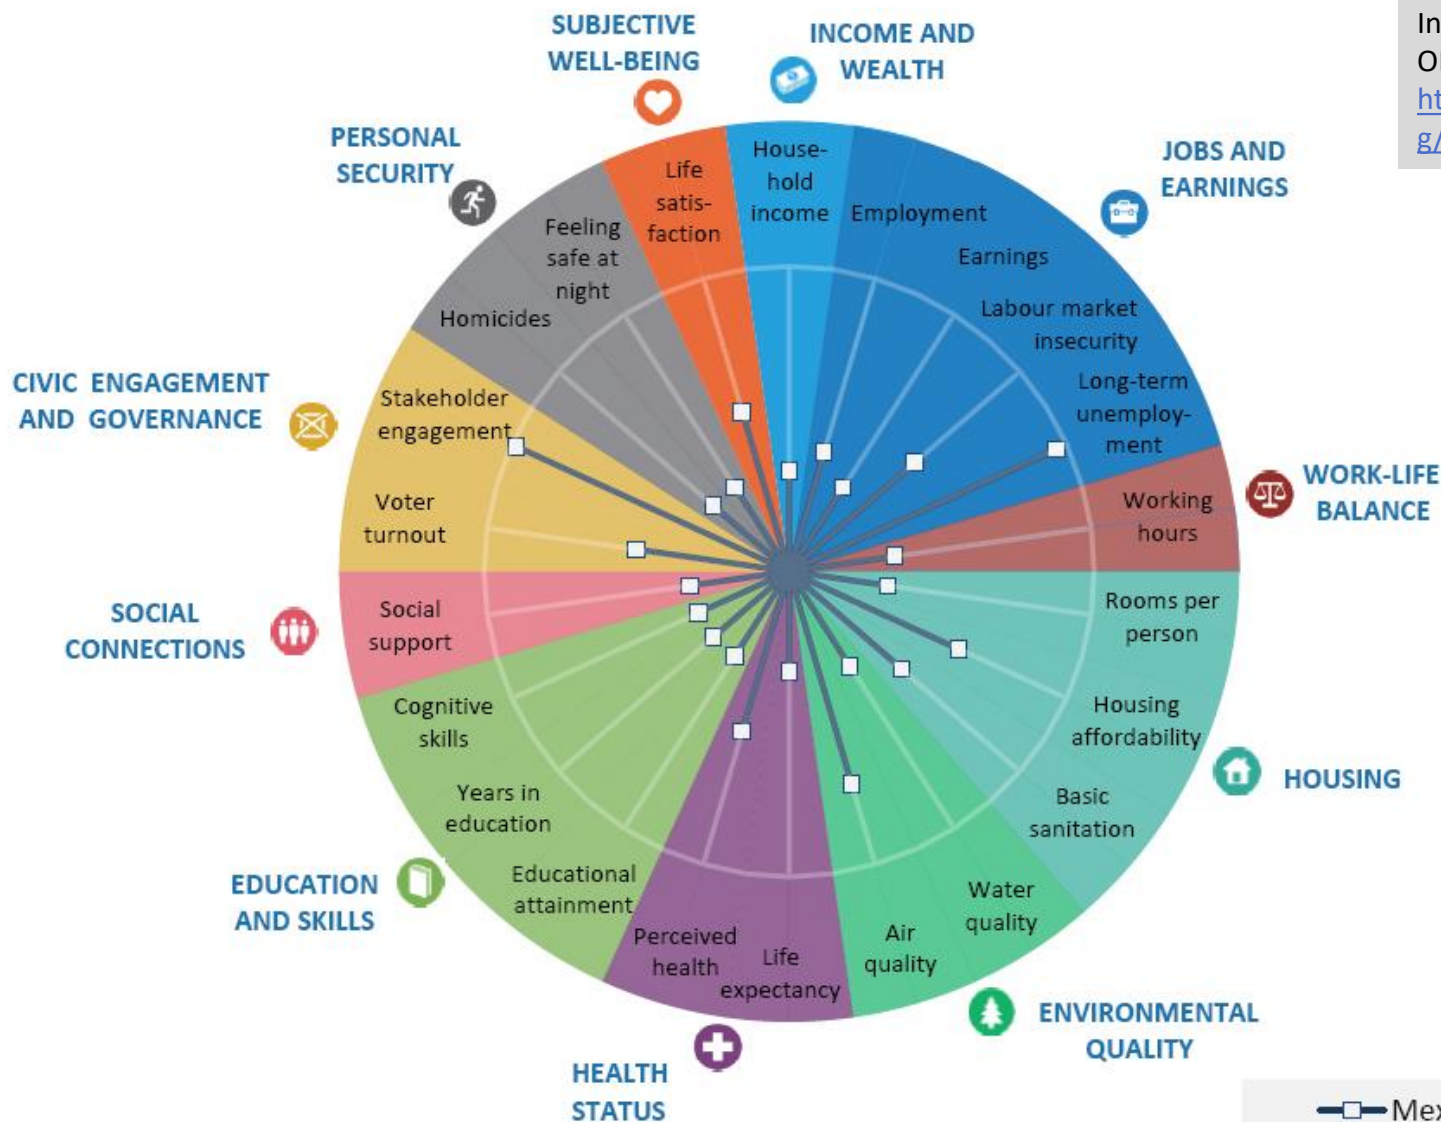 SUBJECTIVE
WELL-BEING
INCOME AND
WEALTH
PERSONAL
SECURITY
JOBS AND
EARNINGS
In
g/
House-
hold
income
Life
satis-
faction
Employment
Feeling
safe at
night
Earnings
Homicides
Labour market
insecurity
CIVIC ENGAGEMENT
AND GOVERNANCE
Stakeholder
engagement
Long-term
unemploy-
ment
WORK-LIFE
BALANCE
Voter
turnout
Working
hours
SOCIAL
CONNECTIONS
Social
support
Rooms per
person
Cognitive
skills
Housing
affordability
HOUSING
Years in
education
Basic
sanitation
EDUCATION
AND SKILLS
Educational
attainment
Water
quality
Perceived
health
Life
expectancy
Air
quality
ENVIRONMENTAL
QUALITY
HEALTH
STATUS